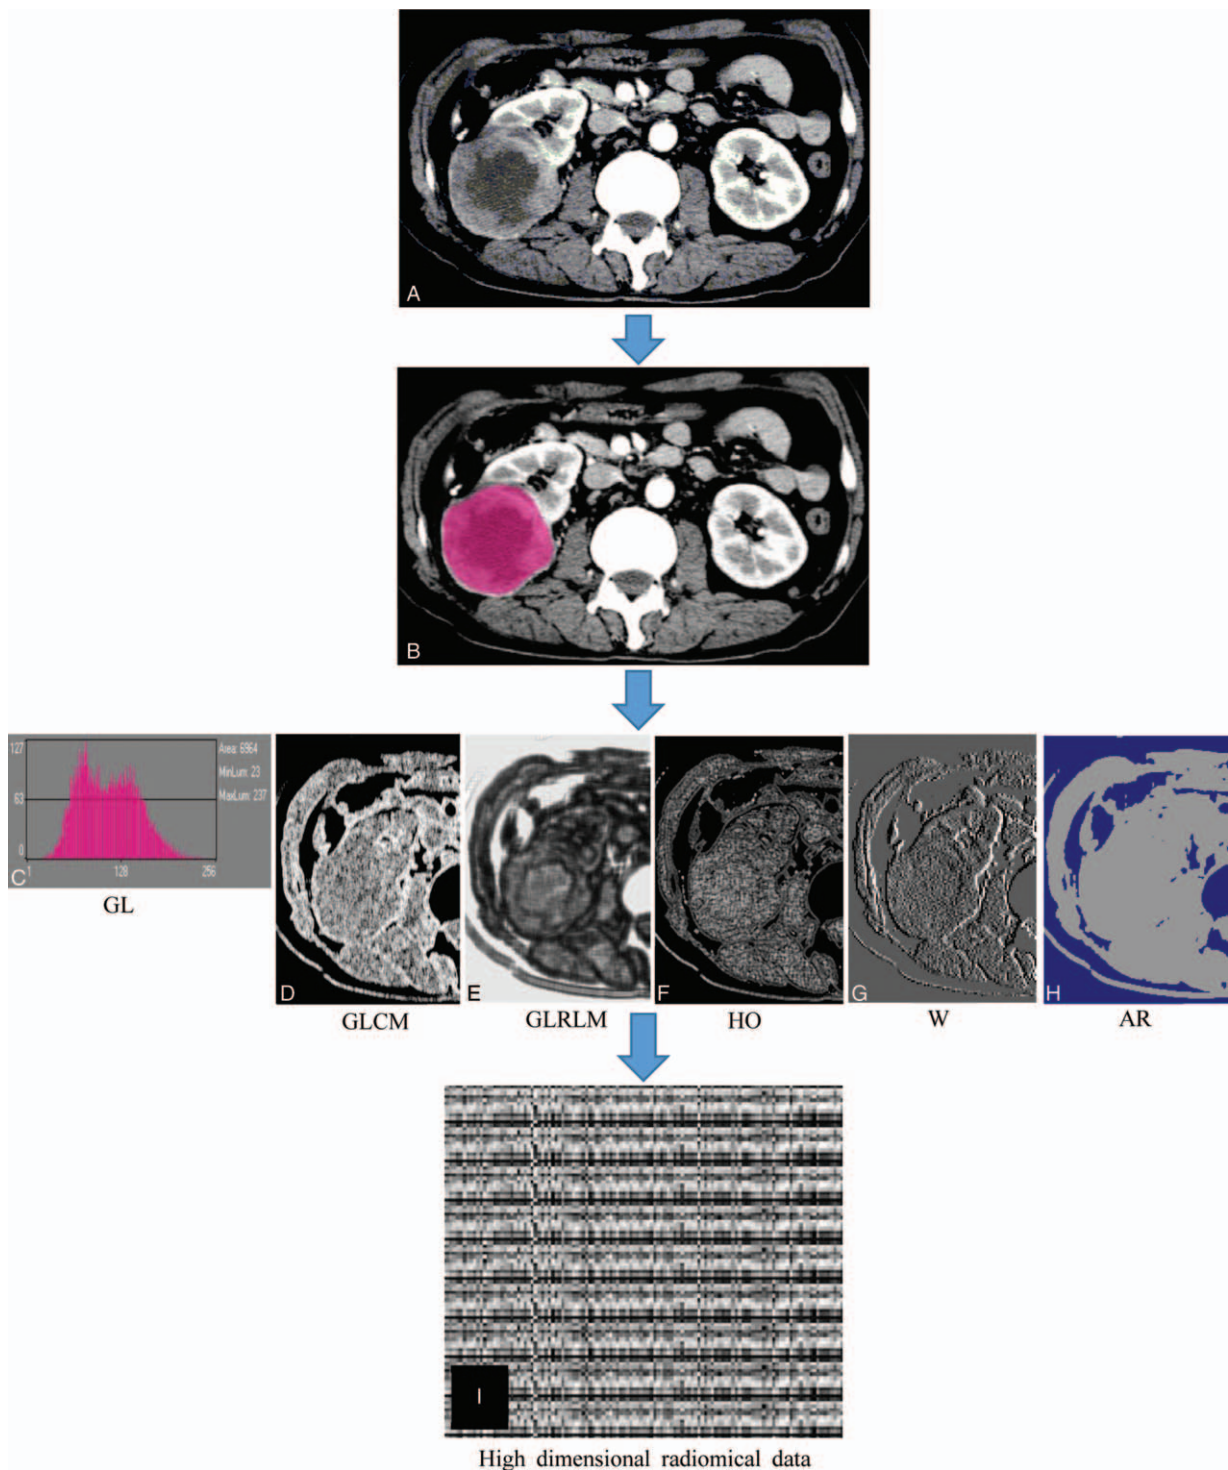 A
B
127
63
0
1
128
256
Area: 6964
MinLum: 23
MaxLum: 237
C
GL
D
GLCM
E
GLRLM
F
HO
G
W
H
AR
I
High dimensional radiomical data